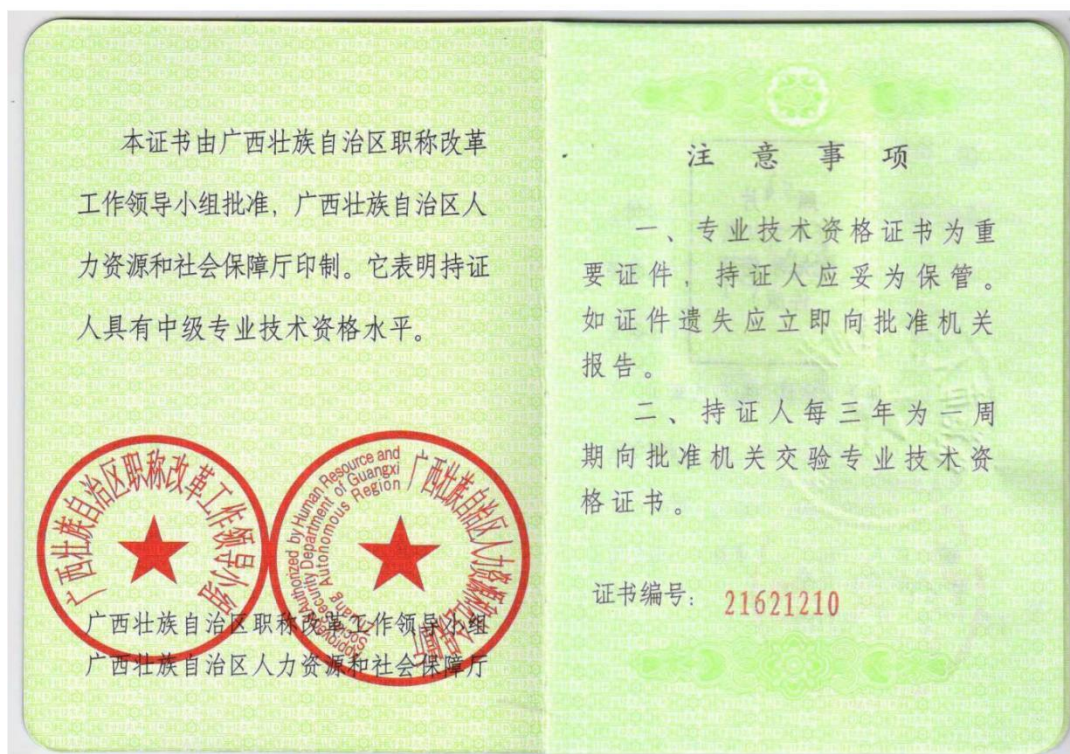 本证书由广西壮族自治区职称改革
工作领导小组批准，广西壮族自治区人
力资源和社会保障厅印制。它表明持证
人具有中级专业技术资格水平。
广西壮族自治区职称改革工作领导小组
Approved & Authorized by Human Resource and
Social Security Department of Guangxi
Zhuang Autonomous Region
广西壮族自治区人力资源和社会保障厅
广西壮族自治区职称改革工作领导小组
广西壮族自治区人力资源和社会保障厅
注意事项
一、专业技术资格证书为重
要证件，持证人应妥为保管。
如证件遗失应立即向批准机关
报告。
二、持证人每三年为一周
期向批准机关交验专业技术资
格证书。
证书编号：21621210